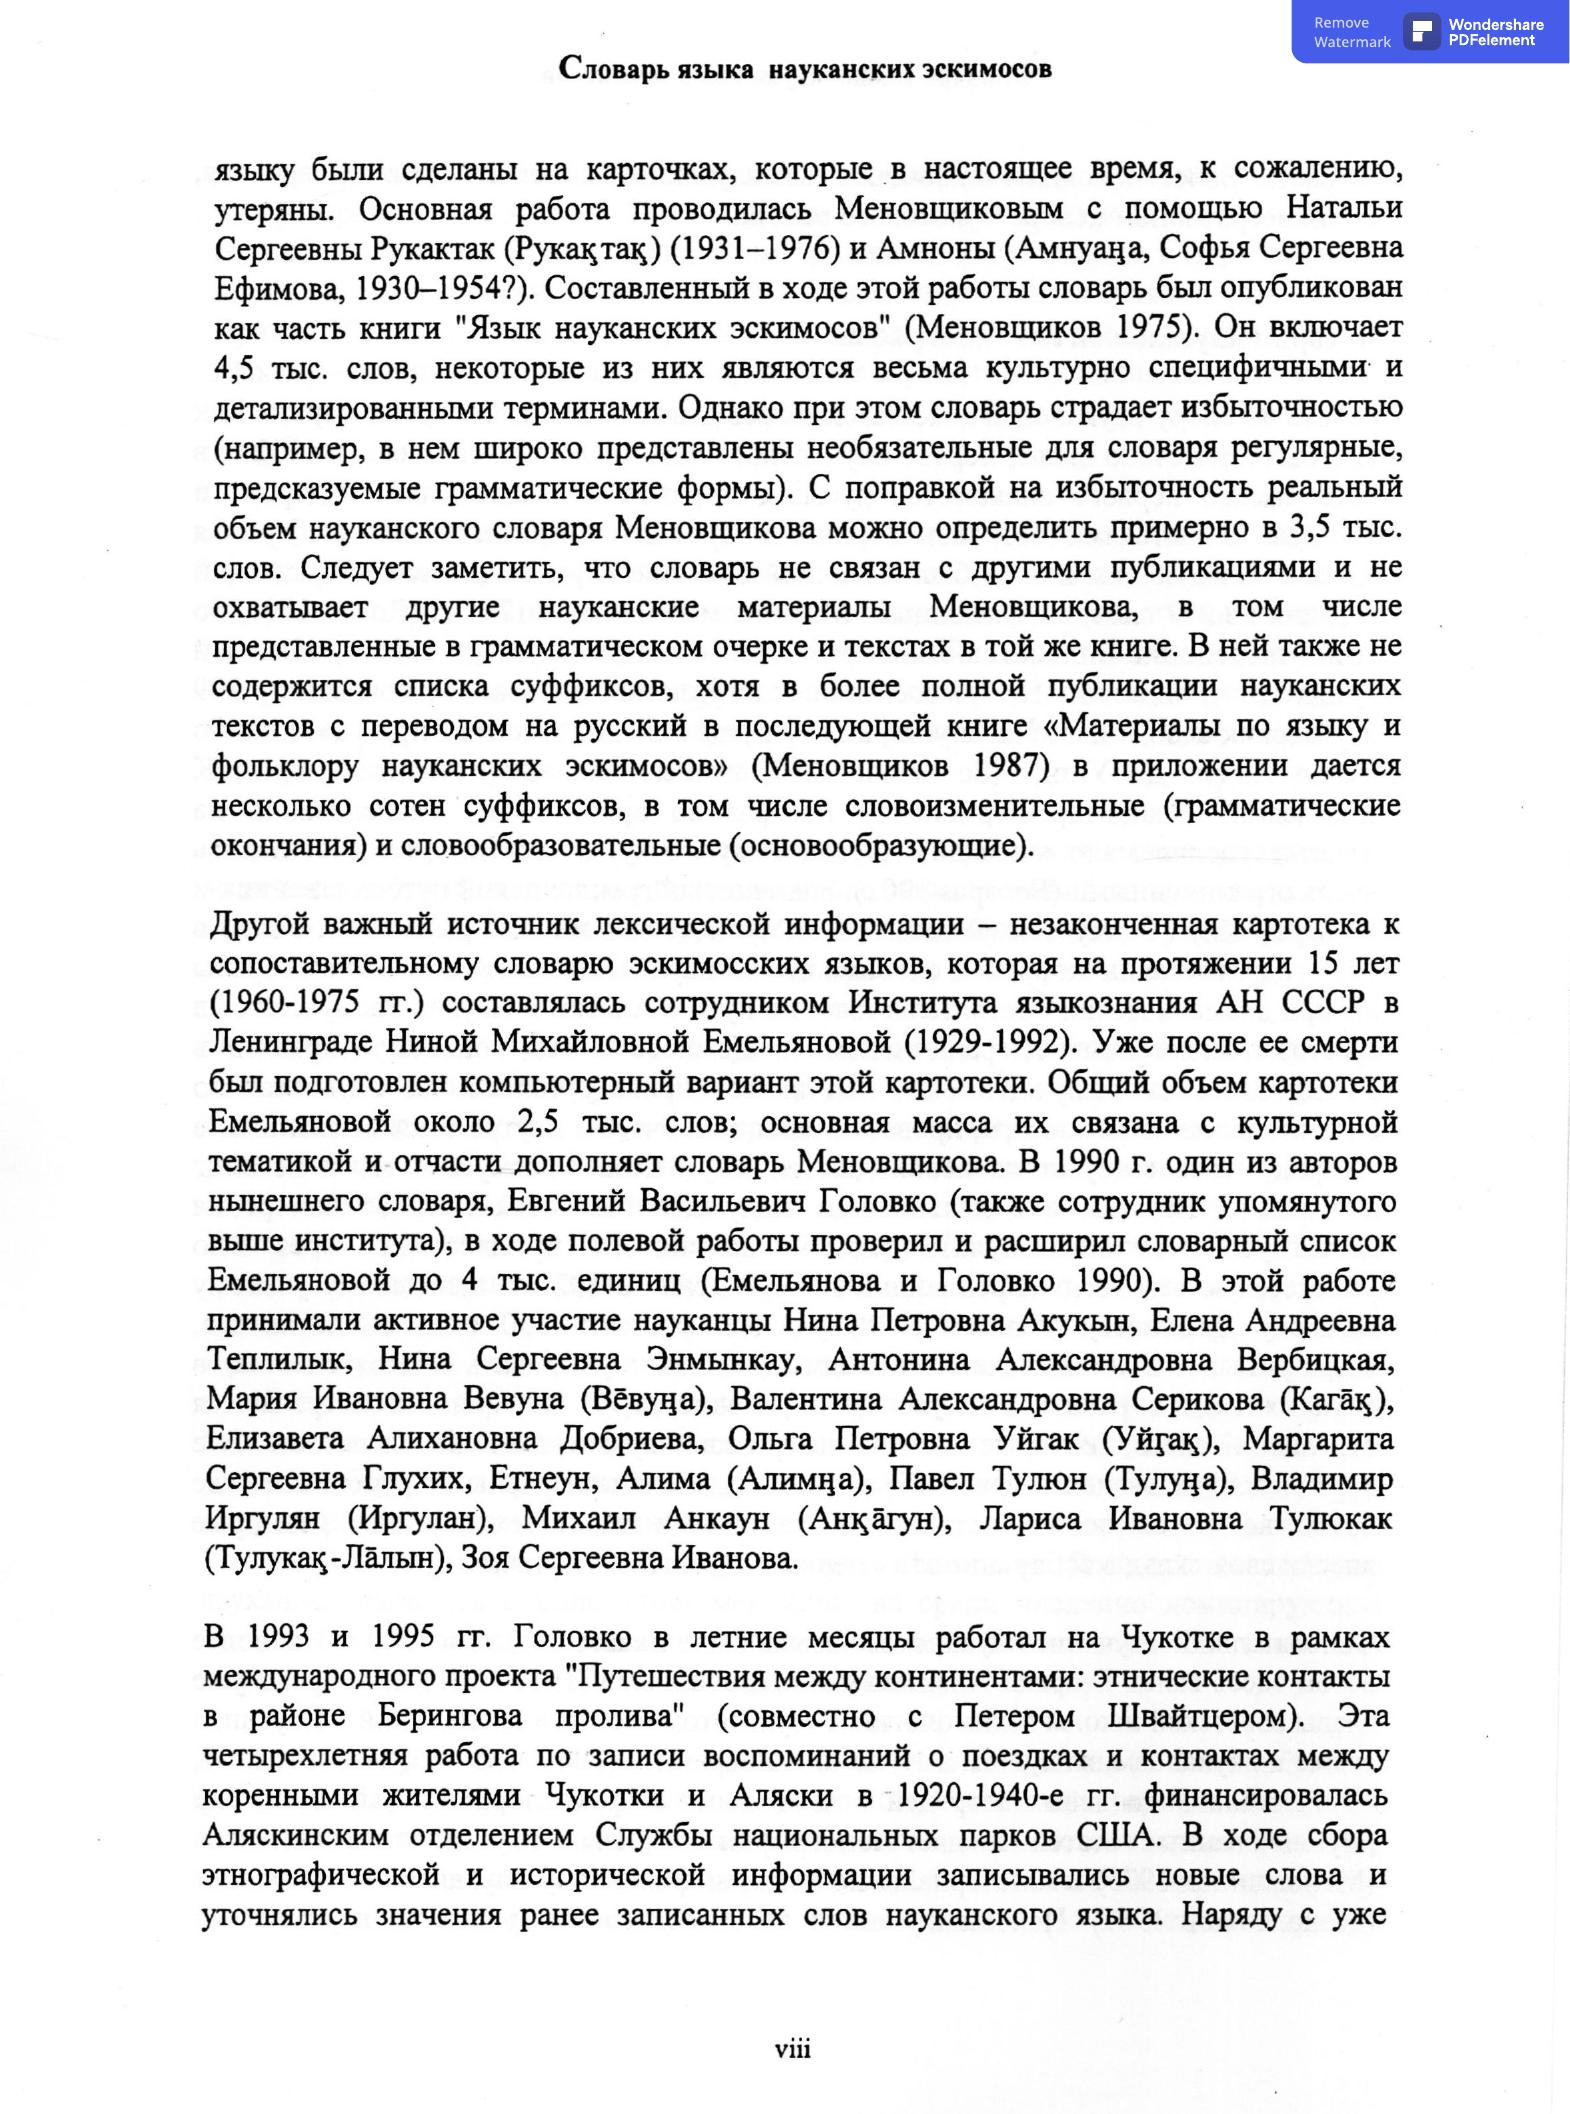 Remove
Watermark
Wondershare
PDFelement
Словарь языка науканских эскимосов
языку были сделаны на карточках, которые в настоящее время, к сожалению,
утеряны. Основная работа проводилась Меновщиковым с помощью Натальи
Сергеевны Рукактак (Рукаӄтаӄ) (1931–1976) и Амноны (Амнуаӈа, Софья Сергеевна
Ефимова, 1930–1954?). Составленный в ходе этой работы словарь был опубликован
как часть книги "Язык науканских эскимосов" (Меновщиков 1975). Он включает
4,5 тыс. слов, некоторые из них являются весьма культурно специфичными и
детализированными терминами. Однако при этом словарь страдает избыточностью
(например, в нем широко представлены необязательные для словаря регулярные,
предсказуемые грамматические формы). С поправкой на избыточность реальный
объем науканского словаря Меновщикова можно определить примерно в 3,5 тыс.
слов. Следует заметить, что словарь не связан с другими публикациями и не
охватывает другие науканские материалы Меновщикова, в том числе
представленные в грамматическом очерке и текстах в той же книге. В ней также не
содержится списка суффиксов, хотя в более полной публикации науканских
текстов с переводом на русский в последующей книге «Материалы по языку и
фольклору науканских эскимосов» (Меновщиков 1987) в приложении дается
несколько сотен суффиксов, в том числе словоизменительные (грамматические
окончания) и словообразовательные (основообразующие).
Другой важный источник лексической информации – незаконченная картотека к
сопоставительному словарю эскимосских языков, которая на протяжении 15 лет
(1960-1975 гг.) составлялась сотрудником Института языкознания АН СССР в
Ленинграде Ниной Михайловной Емельяновой (1929-1992). Уже после ее смерти
был подготовлен компьютерный вариант этой картотеки. Общий объем картотеки
Емельяновой около 2,5 тыс. слов; основная масса их связана с культурной
тематикой и отчасти дополняет словарь Меновщикова. В 1990 г. один из авторов
нынешнего словаря, Евгений Васильевич Головко (также сотрудник упомянутого
выше института), в ходе полевой работы проверил и расширил словарный список
Емельяновой до 4 тыс. единиц (Емельянова и Головко 1990). В этой работе
принимали активное участие науканцы Нина Петровна Акукын, Елена Андреевна
Теплилык, Нина Сергеевна Энмынкау, Антонина Александровна Вербицкая,
Мария Ивановна Вевуна (Вēвуӈа), Валентина Александровна Серикова (Кагāӄ),
Елизавета Алихановна Добриева, Ольга Петровна Уйгак (Уйӷаӄ), Маргарита
Сергеевна Глухих, Етнеун, Алима (Алимӈа), Павел Тулюн (Тулуӈа), Владимир
Иргулян (Иргулан), Михаил Анкаун (Анӄāгун), Лариса Ивановна Тулюкак
(Тулукаӄ-Лāлын), Зоя Сергеевна Иванова.
В 1993 и 1995 гг. Головко в летние месяцы работал на Чукотке в рамках
международного проекта "Путешествия между континентами: этнические контакты
в районе Берингова пролива" (совместно с Петером Швайтцером). Эта
четырехлетняя работа по записи воспоминаний о поездках и контактах между
коренными жителями Чукотки и Аляски в 1920-1940-е гг. финансировалась
Аляскинским отделением Службы национальных парков США. В ходе сбора
этнографической и исторической информации записывались новые слова и
уточнялись значения ранее записанных слов науканского языка. Наряду с уже
viii